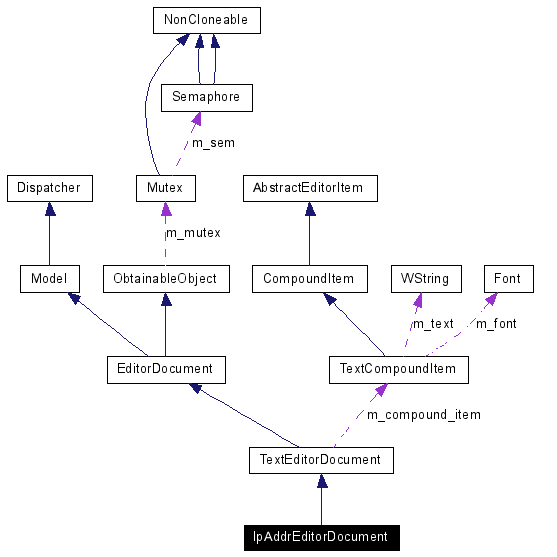 NonCloneable
Semaphore
m_sem
Dispatcher
Mutex
AbstractEditorItem
m_mutex
Model
ObtainableObject
CompoundItem
WString
Font
m_text
m_font
EditorDocument
TextCompoundItem
m_compound_item
TextEditorDocument
IpAddrEditorDocument